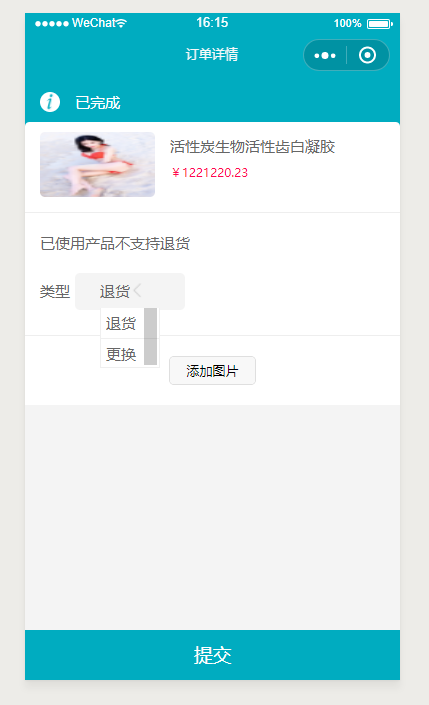 WeChat 16:15 100%
订单详情
已完成
活性炭生物活性齿白凝胶
￥1221220.23
已使用产品不支持退货
类型 退货
退货
更换
添加图片
提交